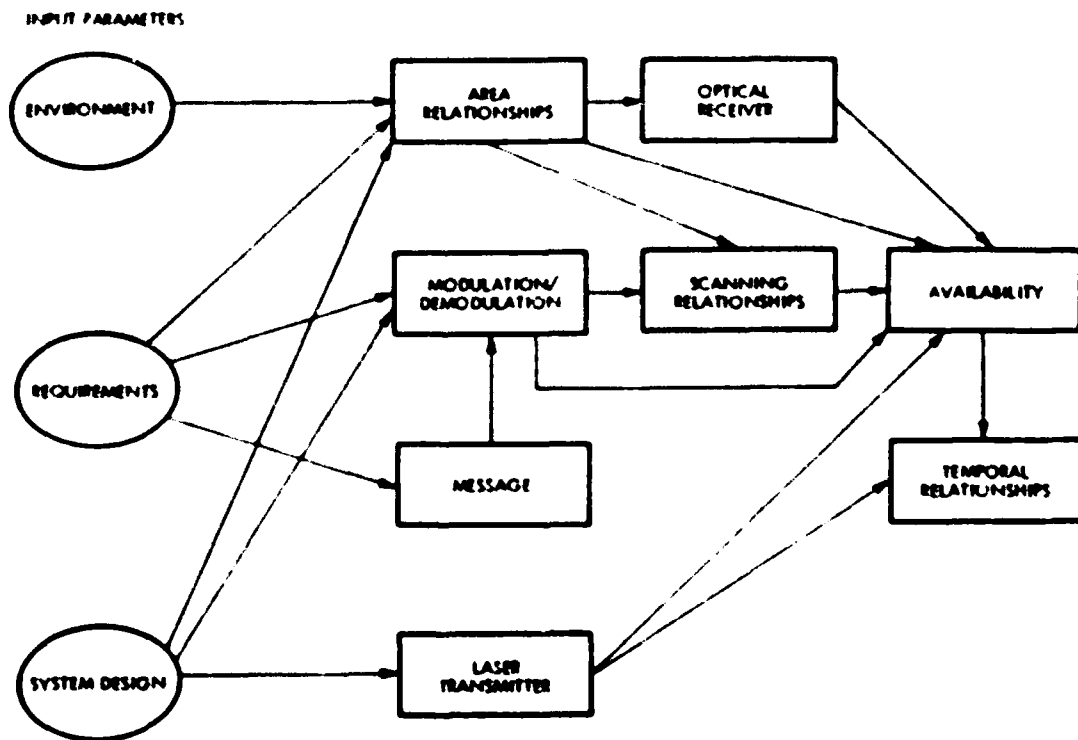 INPUT PARAMETERS
ENVIRONMENT
AREA
RELATIONSHIPS
OPTICAL
RECEIVER
MODULATION/
DEMODULATION
SCANNING
RELATIONSHIPS
AVAILABILITY
REQUIREMENTS
MESSAGE
TEMPORAL
RELATIONSHIPS
SYSTEM DESIGN
LASER
TRANSMITTER